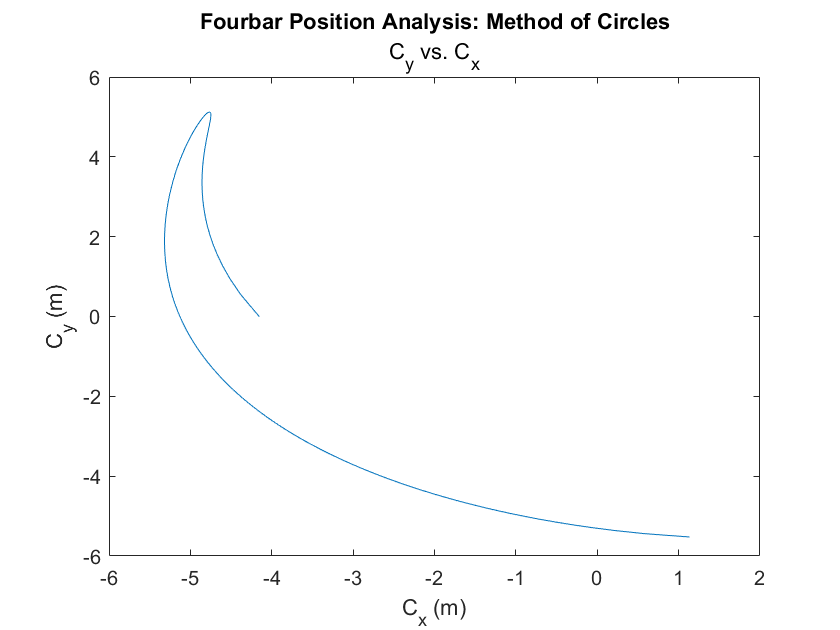 Fourbar Position Analysis: Method of Circles
C_y vs. C_x
6
4
2
0
-2
-4
-6
C_y (m)
-6 -5 -4 -3 -2 -1 0 1 2
C_x (m)